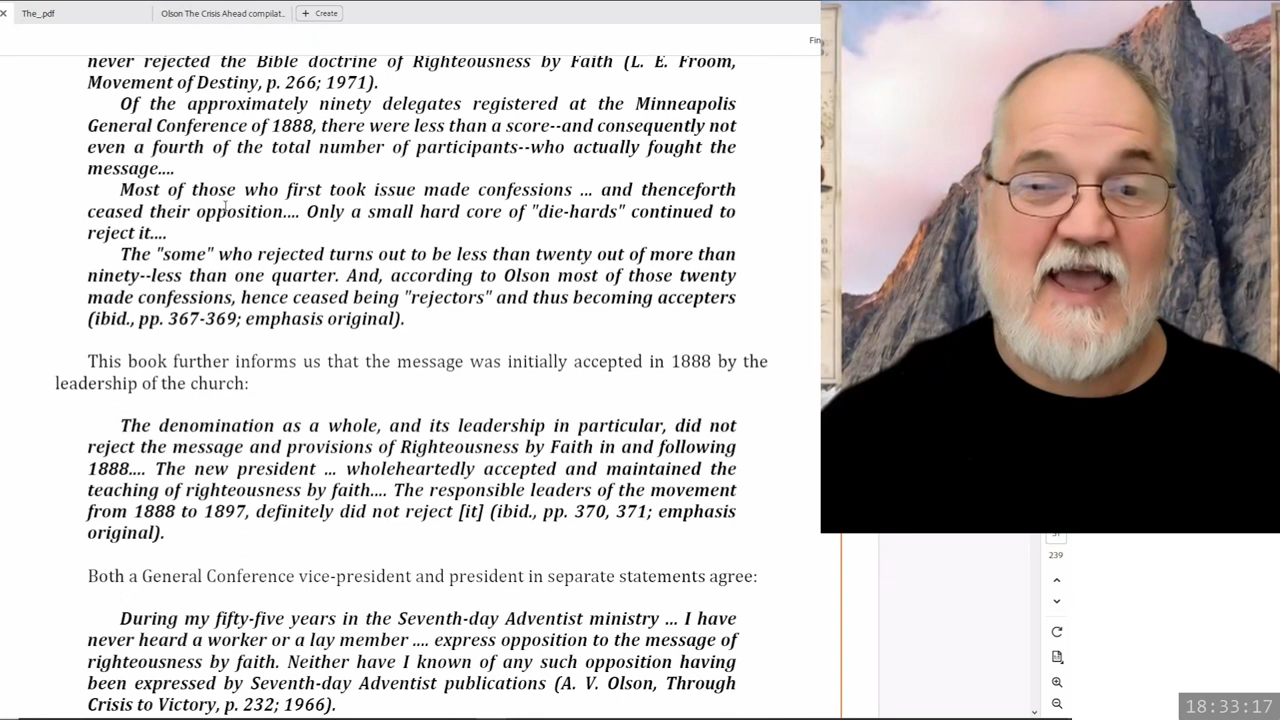 The_.pdf
Olson The Crisis Ahead compilat..
+ Create
Fin
never rejected the Bible doctrine of Righteousness by Faith (L. E. Froom,
Movement of Destiny, p. 266; 1971).
Of the approximately ninety delegates registered at the Minneapolis
General Conference of 1888, there were less than a score--and consequently not
even a fourth of the total number of participants--who actually fought the
message....
Most of those who first took issue made confessions ... and thenceforth
ceased their opposition.... Only a small hard core of "die-hards" continued to
reject it....
The "some" who rejected turns out to be less than twenty out of more than
ninety--less than one quarter. And, according to Olson most of those twenty
made confessions, hence ceased being "rejectors" and thus becoming accepters
(ibid., pp. 367-369; emphasis original).
This book further informs us that the message was initially accepted in 1888 by the
leadership of the church:
The denomination as a whole, and its leadership in particular, did not
reject the message and provisions of Righteousness by Faith in and following
1888.... The new president ... wholeheartedly accepted and maintained the
teaching of righteousness by faith.... The responsible leaders of the movement
from 1888 to 1897, definitely did not reject [it] (ibid., pp. 370, 371; emphasis
original).
Both a General Conference vice-president and president in separate statements agree:
During my fifty-five years in the Seventh-day Adventist ministry ... I have
never heard a worker or a lay member .... express opposition to the message of
righteousness by faith. Neither have I known of any such opposition having
been expressed by Seventh-day Adventist publications (A. V. Olson, Through
Crisis to Victory, p. 232; 1966).
239
18:33:17